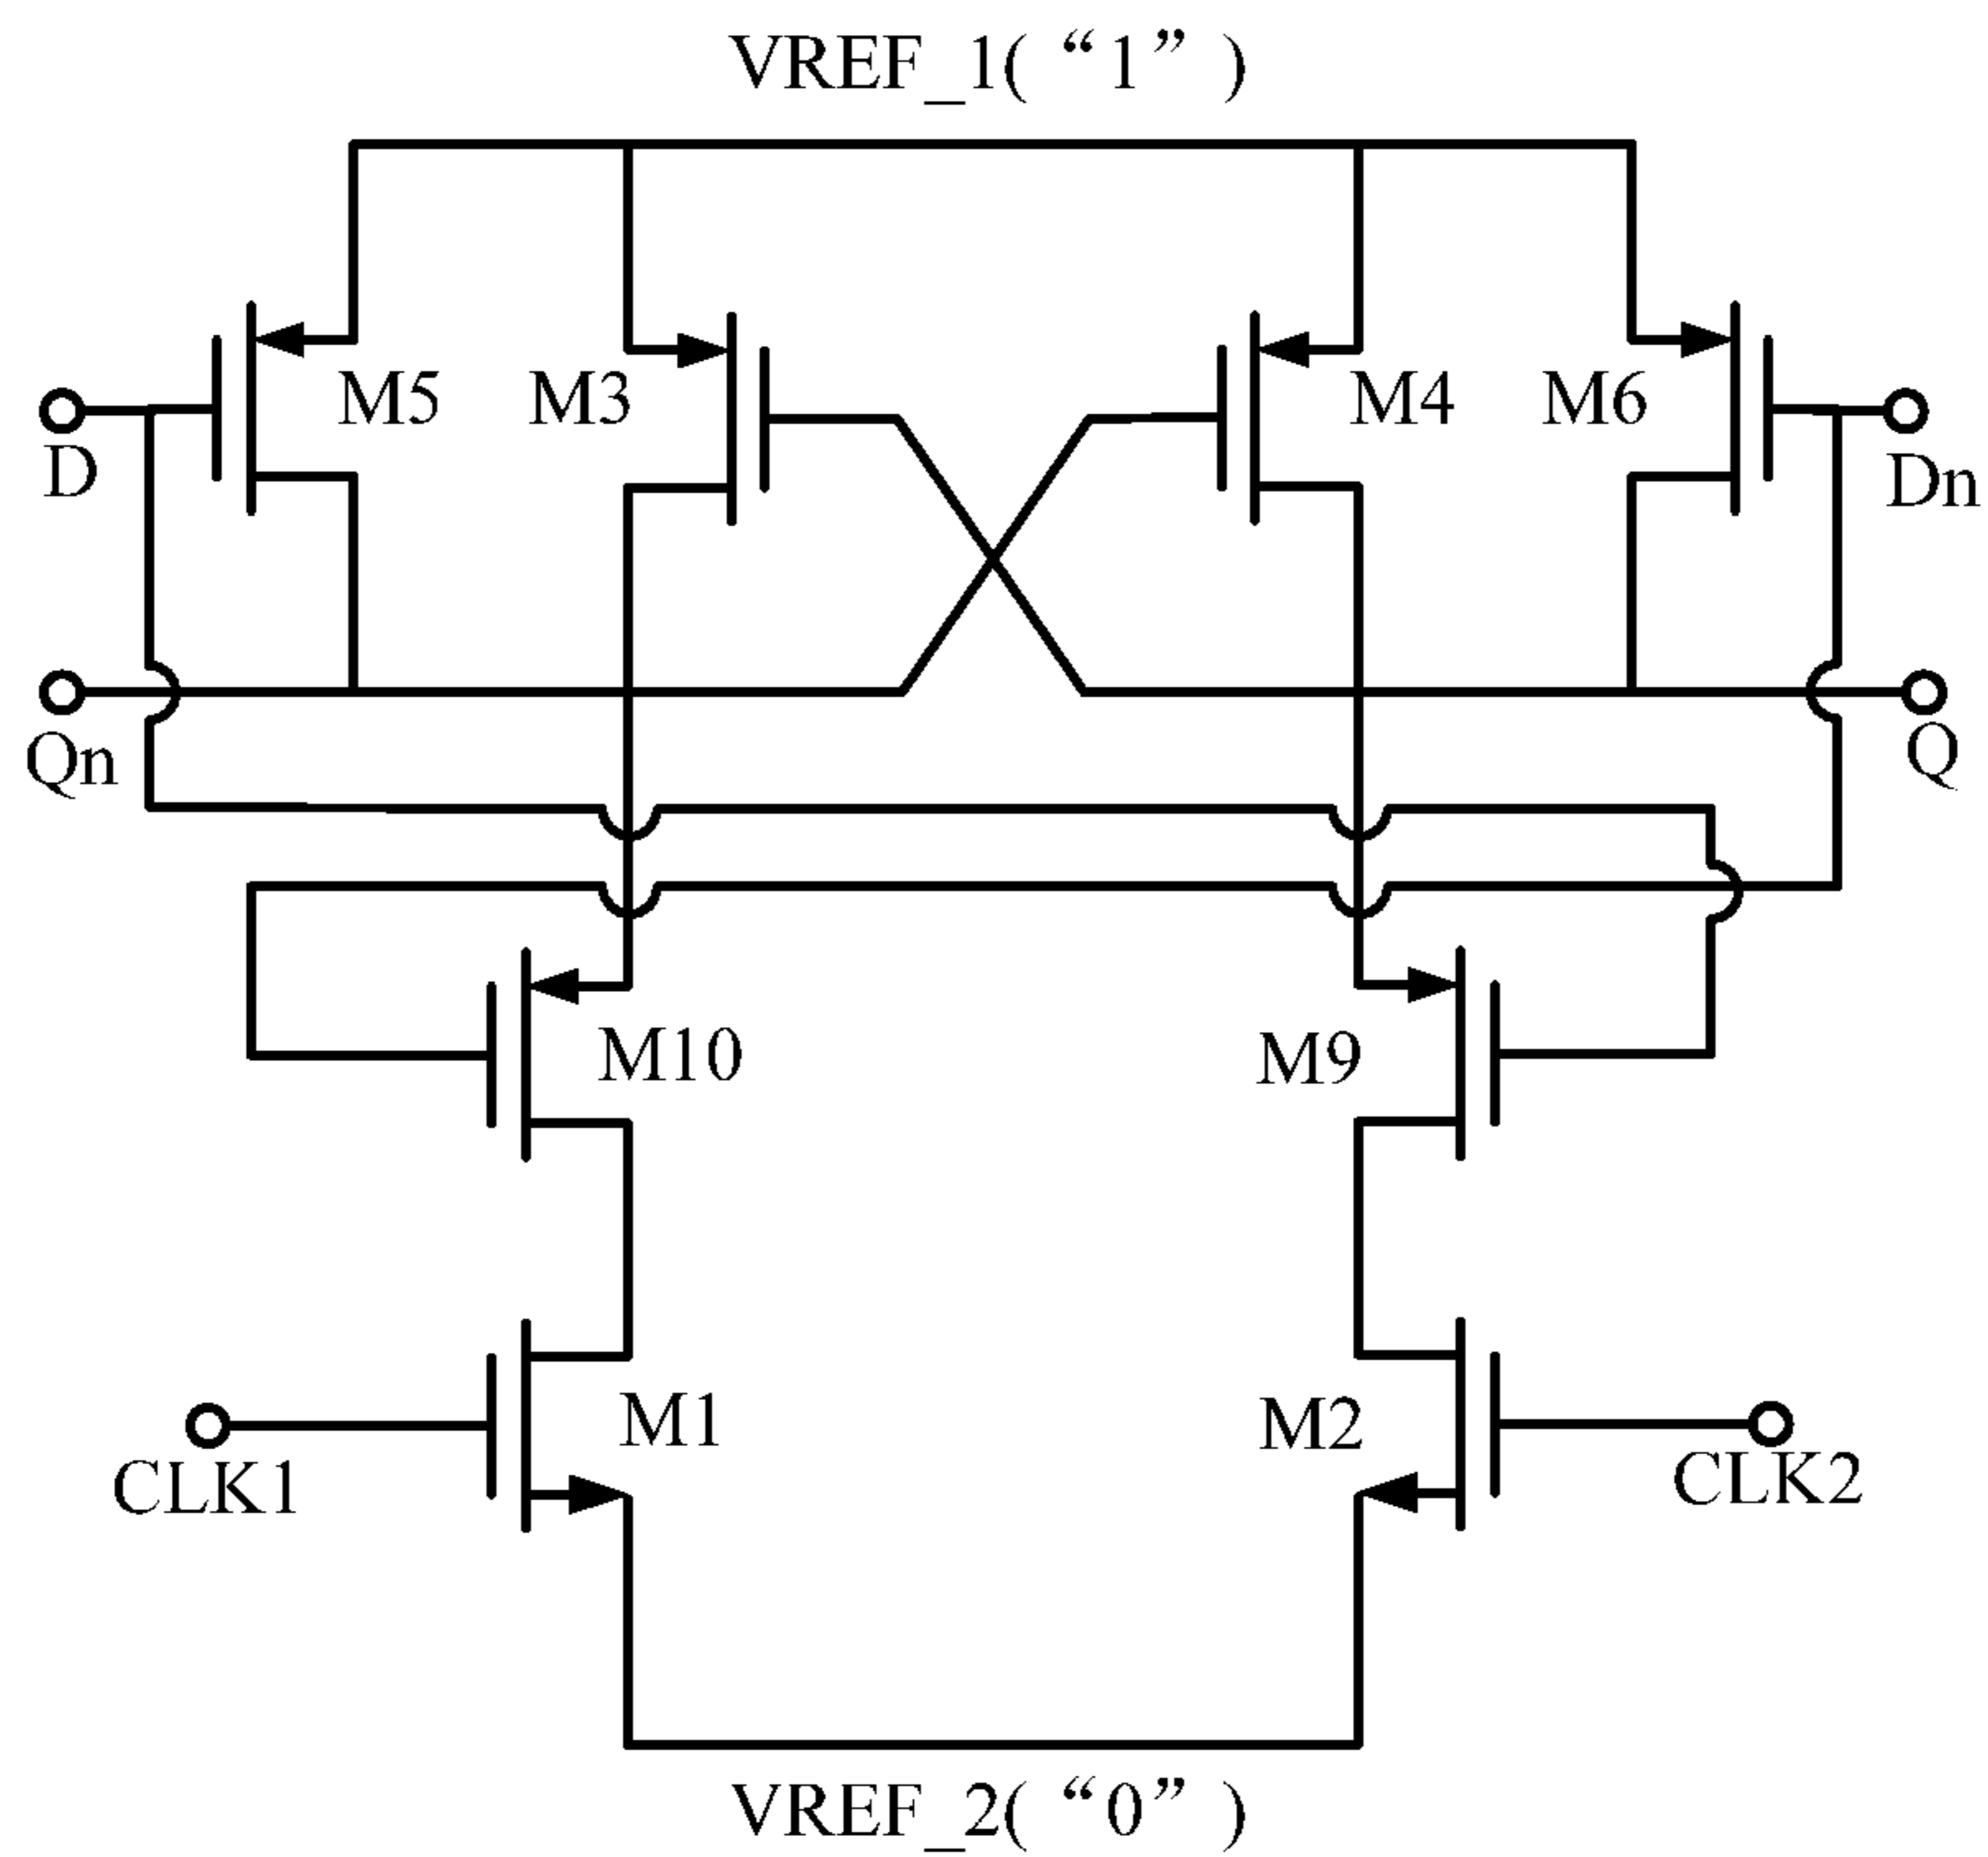 VREF_1( “1” )
M5
M3
M4
M6
D
Dn
Qn
Q
M10
M9
M1
M2
CLK1
CLK2
VREF_2( “0” )